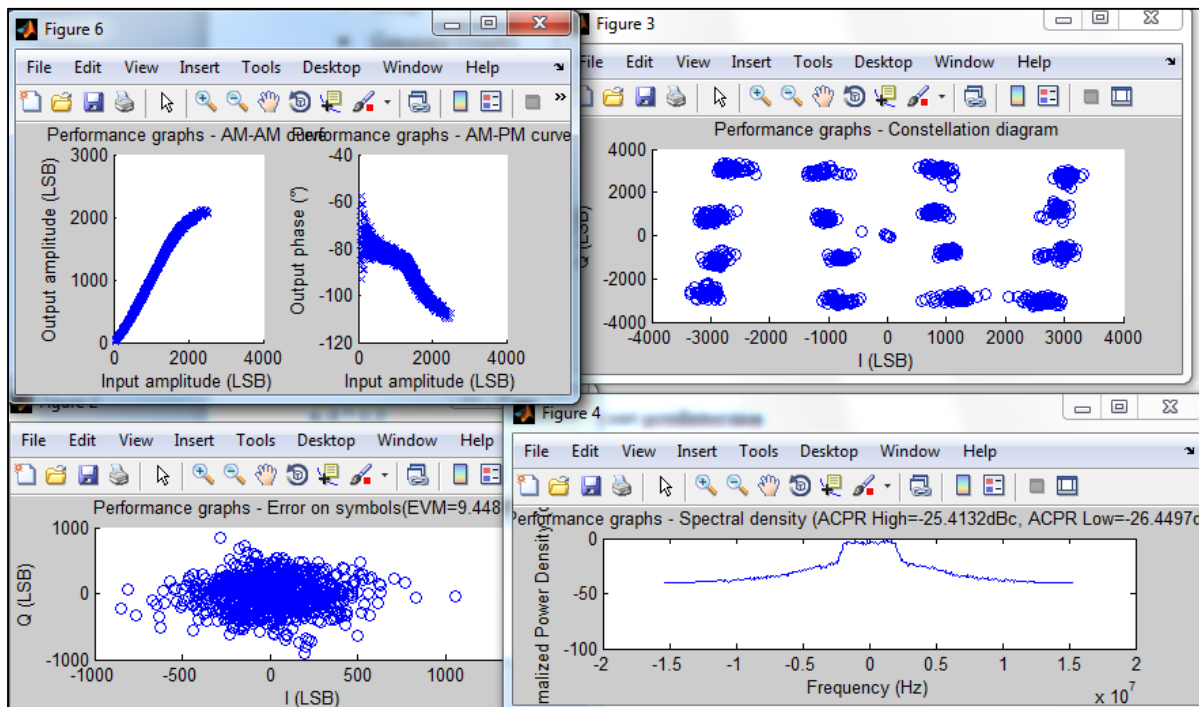 Figure 6
File Edit View Insert Tools Desktop Window Help
Performance graphs - AM-AM curve
Performance graphs - AM-PM curve
Output amplitude (LSB)
3000
2000
1000
0
0 2000 4000
Input amplitude (LSB)
Output phase (°)
-40
-60
-80
-100
-120
0 2000 4000
Input amplitude (LSB)
Figure 3
File Edit View Insert Tools Desktop Window Help
Performance graphs - Constellation diagram
Q (LSB)
4000
2000
0
-2000
-4000
-4000 -3000 -2000 -1000 0 1000 2000 3000 4000
I (LSB)
File Edit View Insert Tools Desktop Window Help
Performance graphs - Error on symbols(EVM=9.448
Q (LSB)
1000
0
-1000
-1000 -500 0 500 1000
I (LSB)
Figure 4
File Edit View Insert Tools Desktop Window Help
erformance graphs - Spectral density (ACPR High=-25.4132dBc, ACPR Low=-26.4497
malized Power Density
0
-50
-100
-2 -1.5 -1 -0.5 0 0.5 1 1.5 2
Frequency (Hz)
x 10^7